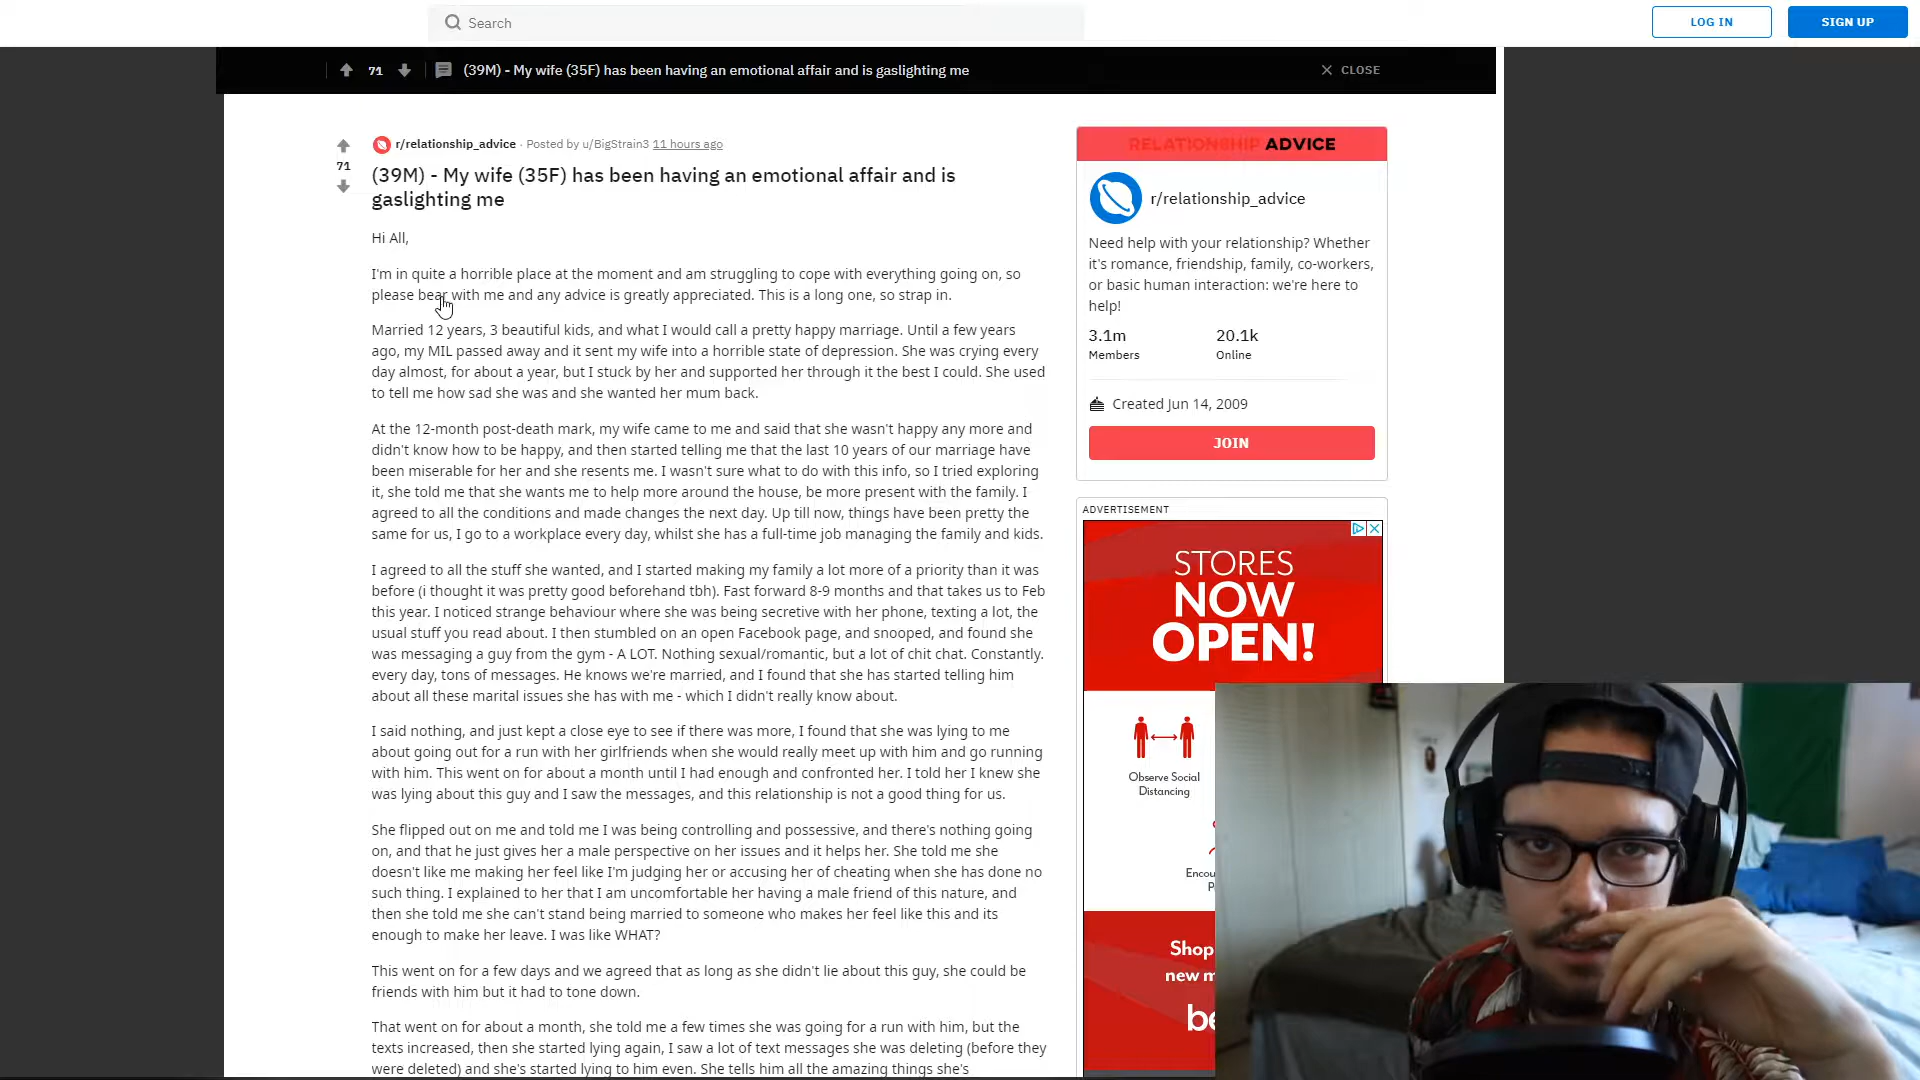 Search
LOG IN
SIGN UP
71
(39M) - My wife (35F) has been having an emotional affair and is gaslighting me
CLOSE
r/relationship_advice · Posted by u/BigStrain3 11 hours ago
71
(39M) - My wife (35F) has been having an emotional affair and is
gaslighting me
Hi All,
I'm in quite a horrible place at the moment and am struggling to cope with everything going on, so
please bear with me and any advice is greatly appreciated. This is a long one, so strap in.
Married 12 years, 3 beautiful kids, and what I would call a pretty happy marriage. Until a few years
ago, my MIL passed away and it sent my wife into a horrible state of depression. She was crying every
day almost, for about a year, but I stuck by her and supported her through it the best I could. She used
to tell me how sad she was and she wanted her mum back.
At the 12-month post-death mark, my wife came to me and said that she wasn't happy any more and
didn't know how to be happy, and then started telling me that the last 10 years of our marriage have
been miserable for her and she resents me. I wasn't sure what to do with this info, so I tried exploring
it, she told me that she wants me to help more around the house, be more present with the family. I
agreed to all the conditions and made changes the next day. Up till now, things have been pretty the
same for us, I go to a workplace every day, whilst she has a full-time job managing the family and kids.
I agreed to all the stuff she wanted, and I started making my family a lot more of a priority than it was
before (i thought it was pretty good beforehand tbh). Fast forward 8-9 months and that takes us to Feb
this year. I noticed strange behaviour where she was being secretive with her phone, texting a lot, the
usual stuff you read about. I then stumbled on an open Facebook page, and snooped, and found she
was messaging a guy from the gym - A LOT. Nothing sexual/romantic, but a lot of chit chat. Constantly.
every day, tons of messages. He knows we're married, and I found that she has started telling him
about all these marital issues she has with me - which I didn't really know about.
I said nothing, and just kept a close eye to see if there was more, I found that she was lying to me
about going out for a run with her girlfriends when she would really meet up with him and go running
with him. This went on for about a month until I had enough and confronted her. I told her I knew she
was lying about this guy and I saw the messages, and this relationship is not a good thing for us.
She flipped out on me and told me I was being controlling and possessive, and there's nothing going
on, and that he just gives her a male perspective on her issues and it helps her. She told me she
doesn't like me making her feel like I'm judging her or accusing her of cheating when she has done no
such thing. I explained to her that I am uncomfortable her having a male friend of this nature, and
then she told me she can't stand being married to someone who makes her feel like this and its
enough to make her leave. I was like WHAT?
This went on for a few days and we agreed that as long as she didn't lie about this guy, she could be
friends with him but it had to tone down.
That went on for about a month, she told me a few times she was going for a run with him, but the
texts increased, then she started lying again, I saw a lot of text messages she was deleting (before they
were deleted) and she's started lying to him even. She tells him all the amazing things she's
RELATIONSHIP ADVICE
r/relationship_advice
Need help with your relationship? Whether
it's romance, friendship, family, co-workers,
or basic human interaction: we're here to
help!
3.1m
20.1k
Members
Online
Created Jun 14, 2009
JOIN
ADVERTISEMENT
STORES
NOW
OPEN!
Observe Social
Distancing
Encou
P
Shop
new m
be